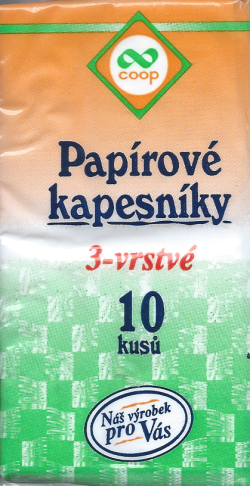 coop
Papírové
kapesníky
3-vrstvé
10
kusů
Náš výrobek
pro Vás